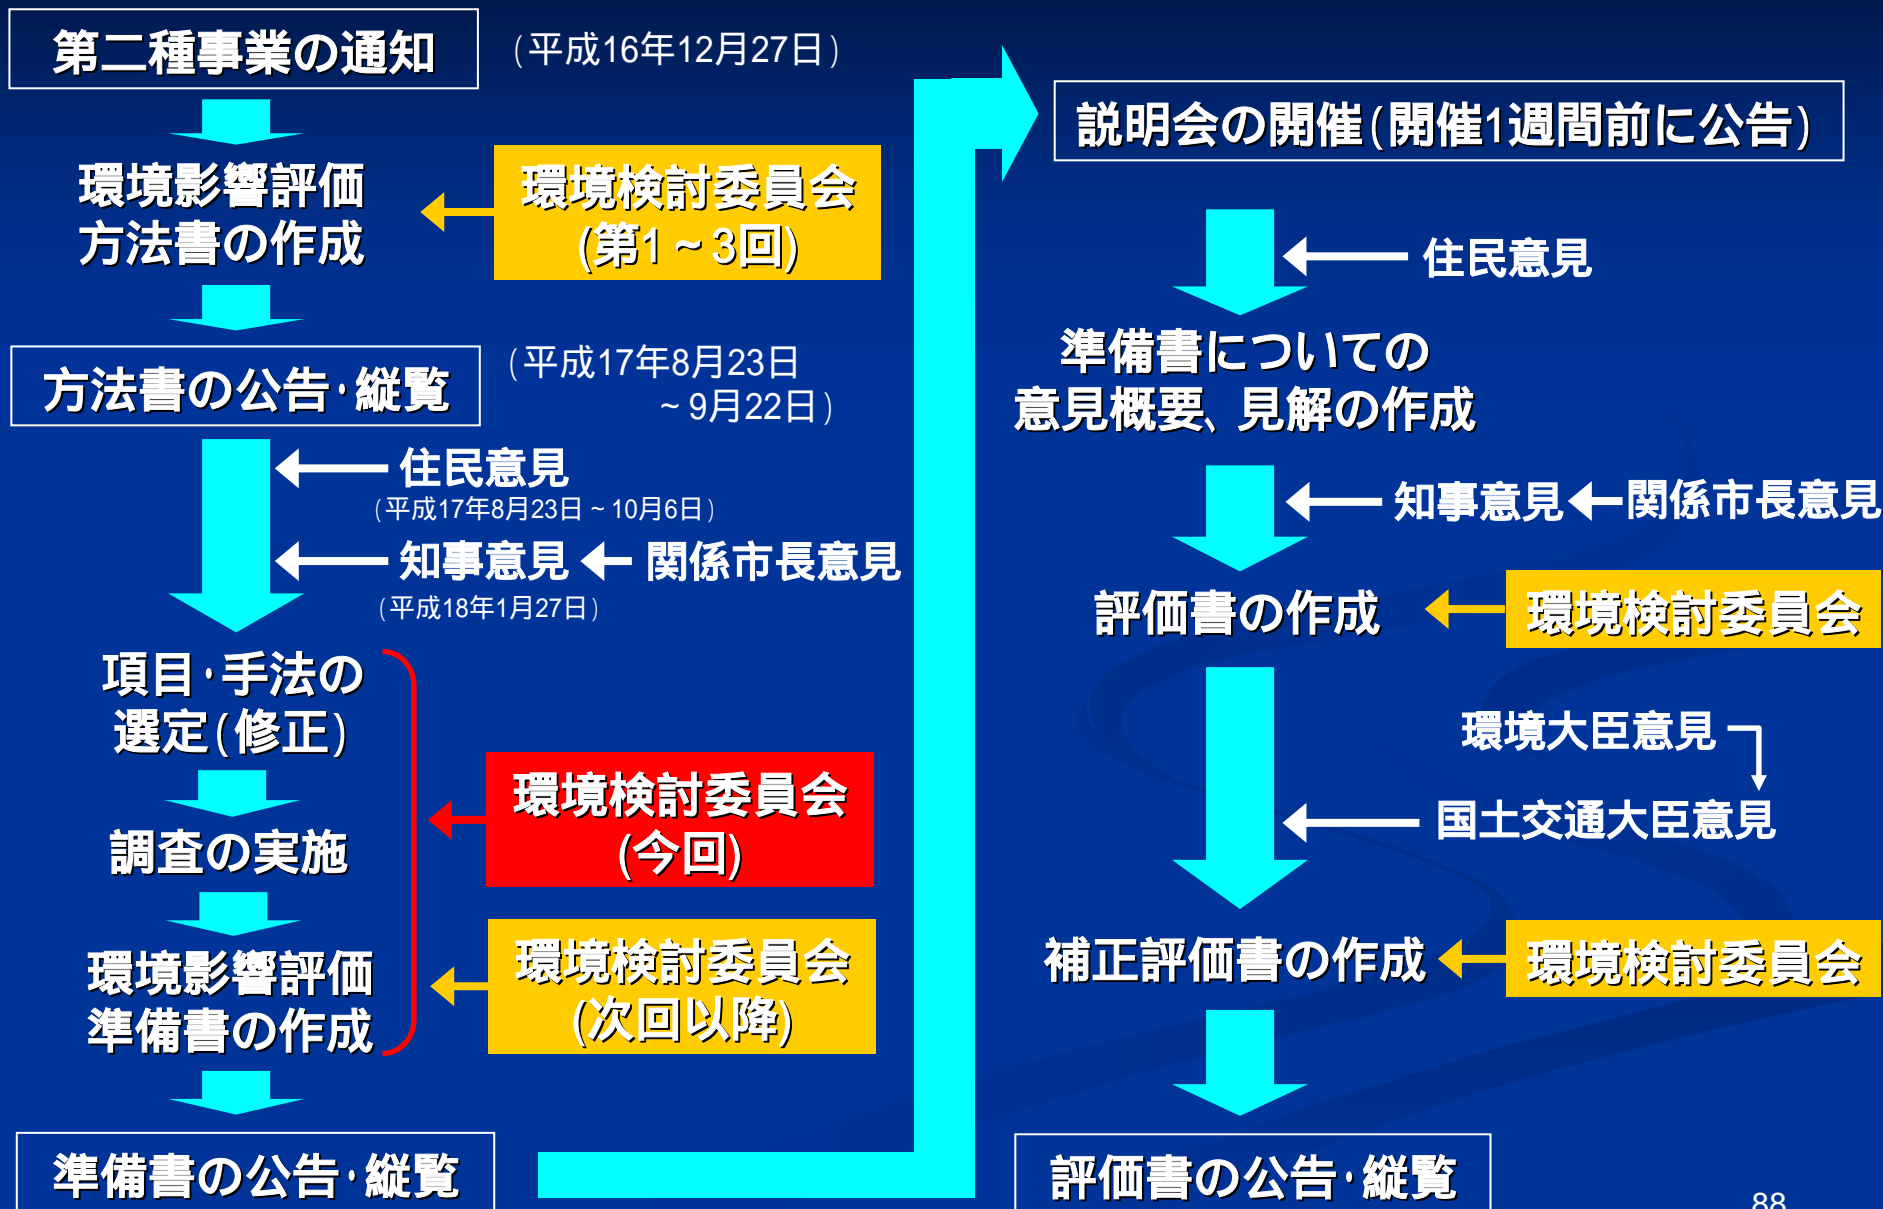 第二種事業の通知
(平成16年12月27日)
環境影響評価
方法書の作成
環境検討委員会
(第1～3回)
方法書の公告･縦覧
(平成17年8月23日
～9月22日)
住民意見
(平成17年8月23日～10月6日)
知事意見
関係市長意見
(平成18年1月27日)
項目･手法の
選定(修正)
環境検討委員会
(今回)
調査の実施
環境検討委員会
(次回以降)
環境影響評価
準備書の作成
準備書の公告･縦覧
説明会の開催(開催1週間前に公告)
住民意見
準備書についての
意見概要、見解の作成
知事意見
関係市長意見
評価書の作成
環境検討委員会
環境大臣意見
国土交通大臣意見
補正評価書の作成
環境検討委員会
評価書の公告･縦覧
88